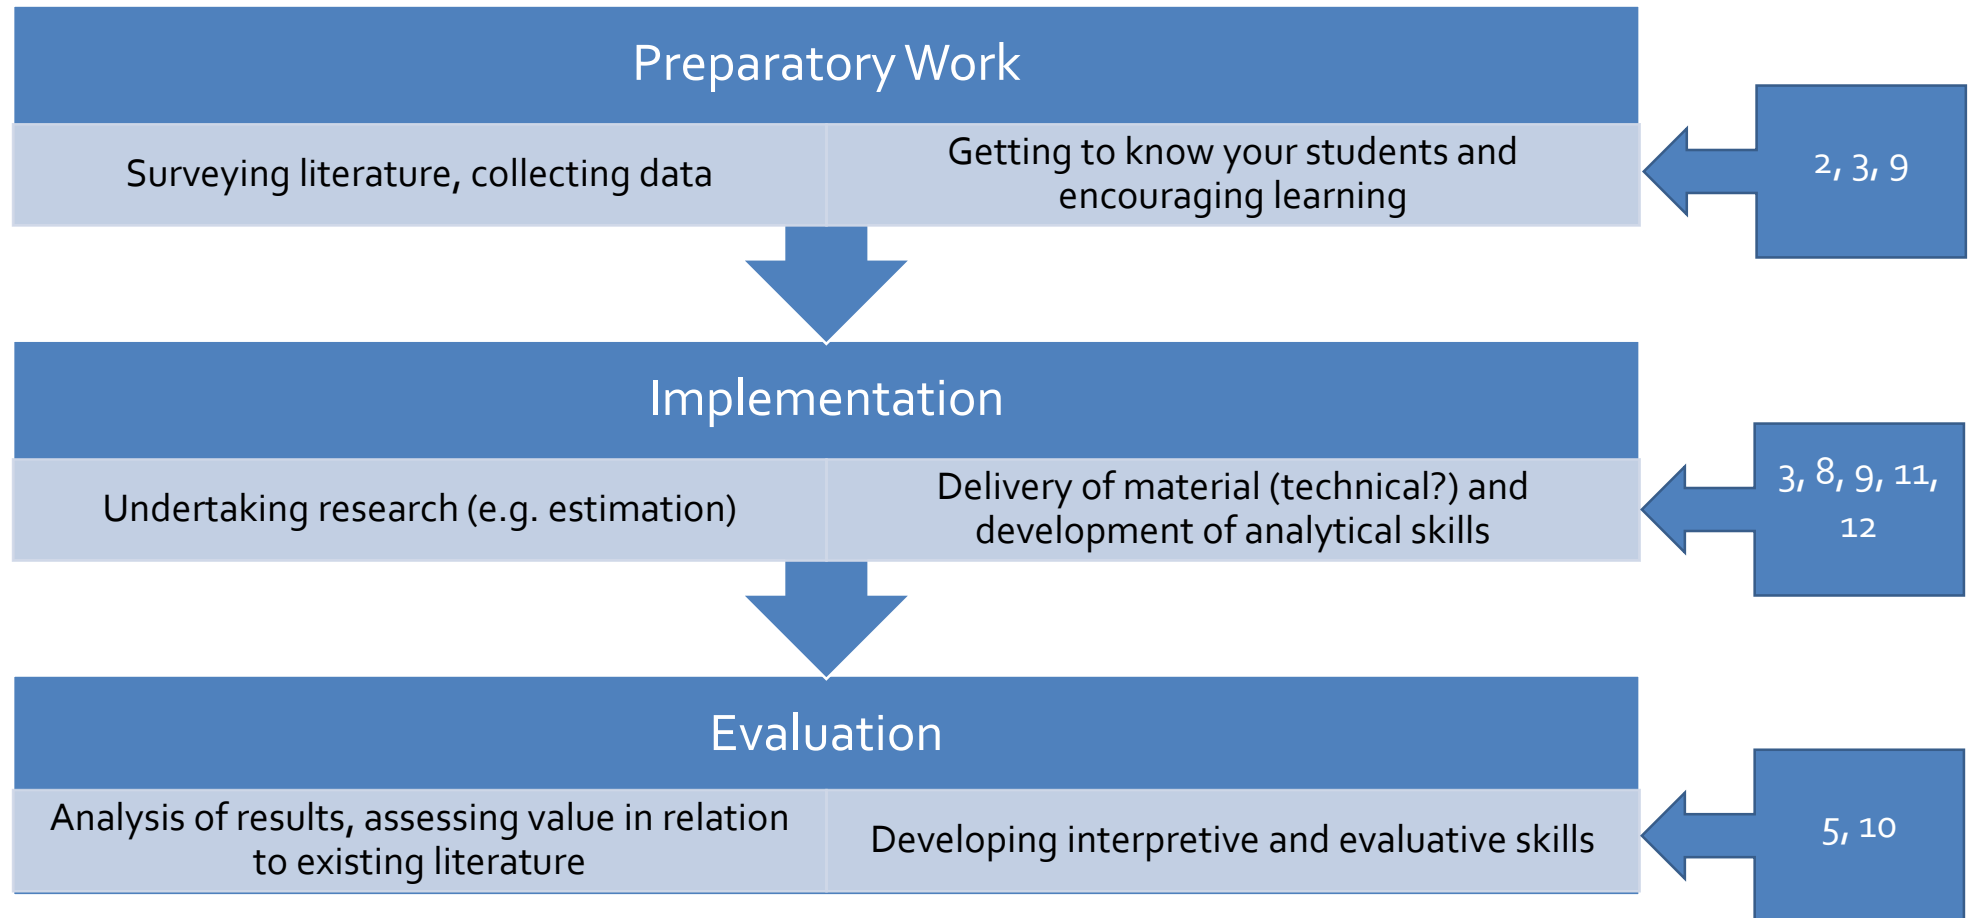 Preparatory Work
Surveying literature, collecting data
Getting to know your students and
encouraging learning
2, 3, 9
Implementation
Undertaking research (e.g. estimation)
Delivery of material (technical?) and
development of analytical skills
3, 8, 9, 11,
12
Evaluation
Analysis of results, assessing value in relation
to existing literature
Developing interpretive and evaluative skills
5, 10